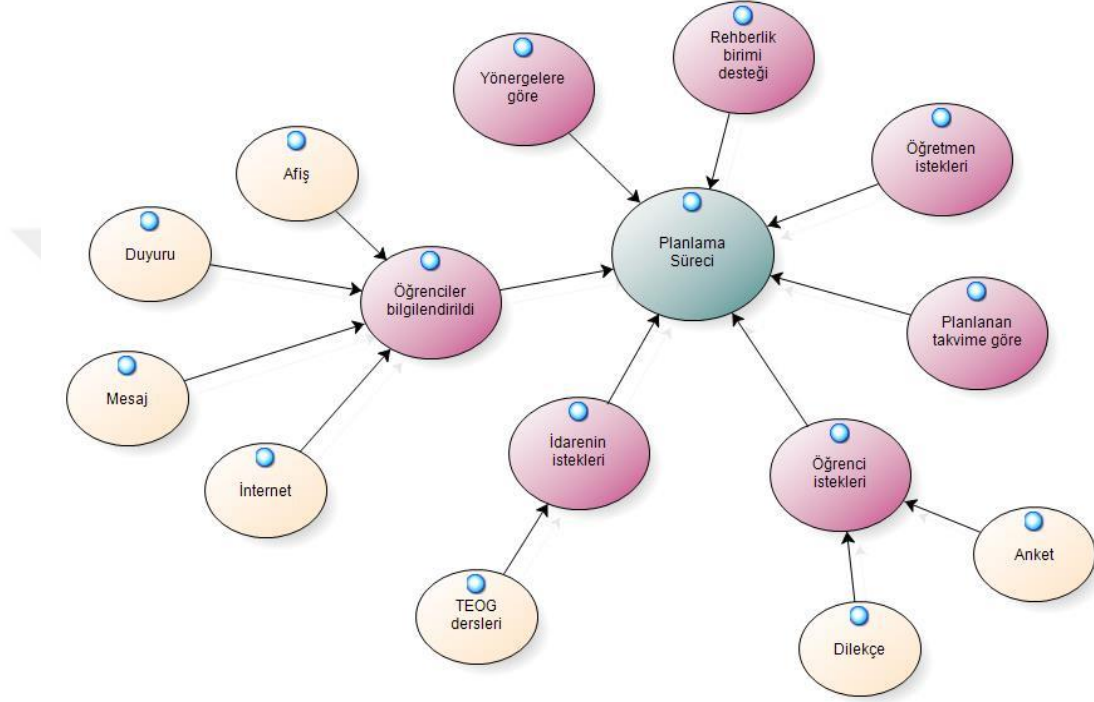 Rehberlik
birimi
desteği
Yönergelere
göre
Öğretmen
istekleri
Afiş
Duyuru
Planlama
Süreci
Öğrenciler
bilgilendirildi
Planlanan
takvime göre
Mesaj
İdarenin
istekleri
Öğrenci
istekleri
İnternet
Anket
TEOG
dersleri
Dilekçe